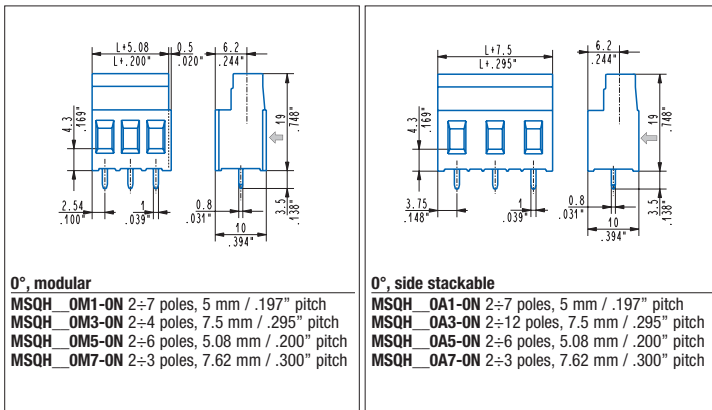 L+5.08
L+.200"
0.5
.020"
6.2
.244"
4.3
.169"
19
.748"
2.54
.100"
1
.039"
0.8
.031"
10
.394"
3.5
.138"
0°, modular
MSQH__0M1-0N 2÷7 poles, 5 mm / .197” pitch
MSQH__0M3-0N 2÷4 poles, 7.5 mm / .295” pitch
MSQH__0M5-0N 2÷6 poles, 5.08 mm / .200” pitch
MSQH__0M7-0N 2÷3 poles, 7.62 mm / .300” pitch
L+7.5
L+.295"
6.2
.244"
4.3
.169"
19
.748"
3.75
.148"
1
.039"
0.8
.031"
10
.394"
3.5
.138"
0°, side stackable
MSQH__0A1-0N 2÷7 poles, 5 mm / .197” pitch
MSQH__0A3-0N 2÷12 poles, 7.5 mm / .295” pitch
MSQH__0A5-0N 2÷6 poles, 5.08 mm / .200” pitch
MSQH__0A7-0N 2÷3 poles, 7.62 mm / .300” pitch